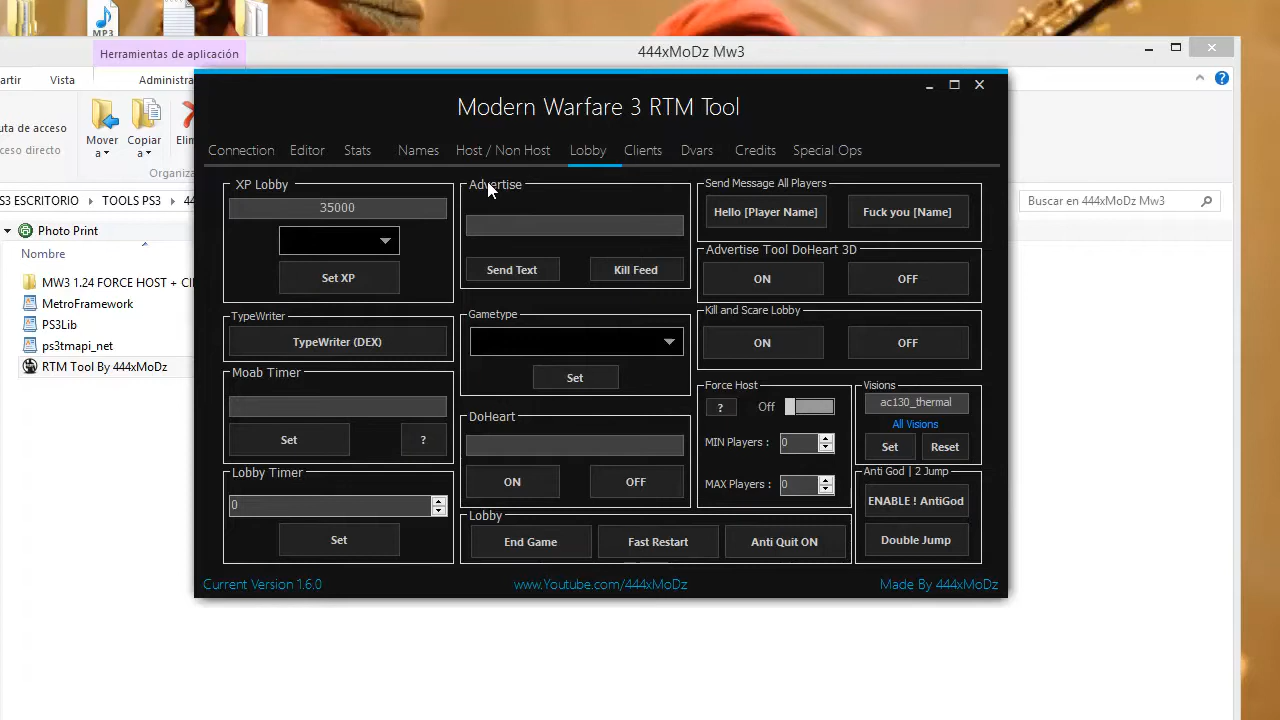 MP3
Herramientas de aplicación
444xMoDz Mw3
artir
Vista
Administra
uta de acceso
ceso directo
Mover
a
Copiar
a
Elim
Organiza
S3 ESCRITORIO
TOOLS PS3
44
Buscar en 444xMoDz Mw3
Photo Print
Nombre
MW3 1.24 FORCE HOST + CI
MetroFramework
PS3Lib
ps3tmapi_net
RTM Tool By 444xMoDz
Modern Warfare 3 RTM Tool
Connection
Editor
Stats
Names
Host / Non Host
Lobby
Clients
Dvars
Credits
Special Ops
XP Lobby
35000
Set XP
TypeWriter
TypeWriter (DEX)
Moab Timer
Set
?
Lobby Timer
0
Set
Advertise
Send Text
Kill Feed
Gametype
Set
DoHeart
ON
OFF
Lobby
End Game
Fast Restart
Anti Quit ON
Send Message All Players
Hello [Player Name]
Fuck you [Name]
Advertise Tool DoHeart 3D
ON
OFF
Kill and Scare Lobby
ON
OFF
Force Host
?
Off
MIN Players :
0
MAX Players :
0
Visions
ac130_thermal
All Visions
Set
Reset
Anti God | 2 Jump
ENABLE ! AntiGod
Double Jump
Current Version 1.6.0
www.Youtube.com/444xMoDz
Made By 444xMoDz